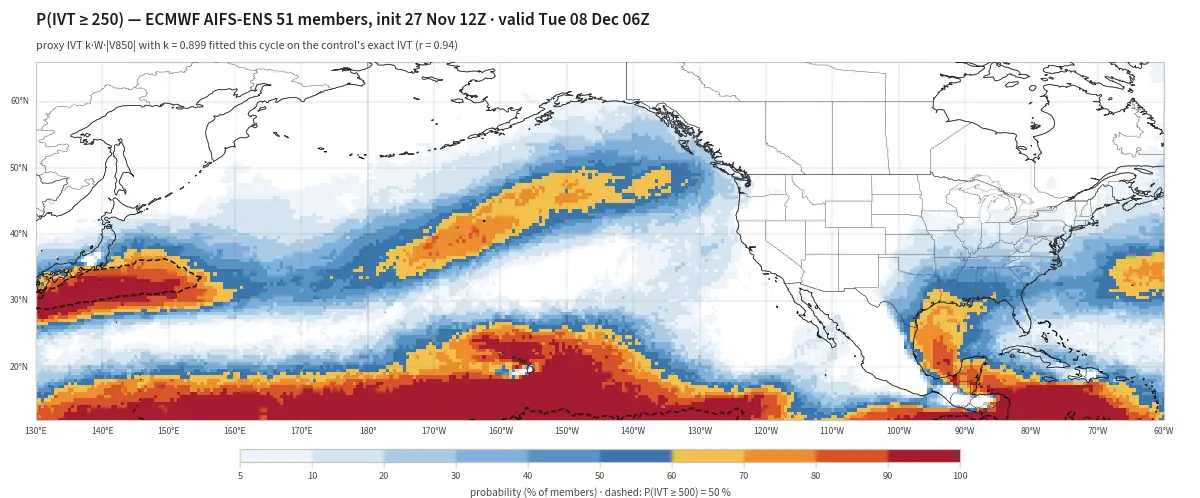 P(IVT ≥ 250) — ECMWF AIFS-ENS 51 members, init 27 Nov 12Z · valid Tue 08 Dec 06Z
proxy IVT k·W·|V850| with k = 0.899 fitted this cycle on the control's exact IVT (r = 0.94)
60°N
50°N
40°N
30°N
20°N
130°E 140°E 150°E 160°E 170°E 180° 170°W 160°W 150°W 140°W 130°W 120°W 110°W 100°W 90°W 80°W 70°W 60°W
5 10 20 30 40 50 60 70 80 90 100
probability (% of members) · dashed: P(IVT ≥ 500) = 50 %